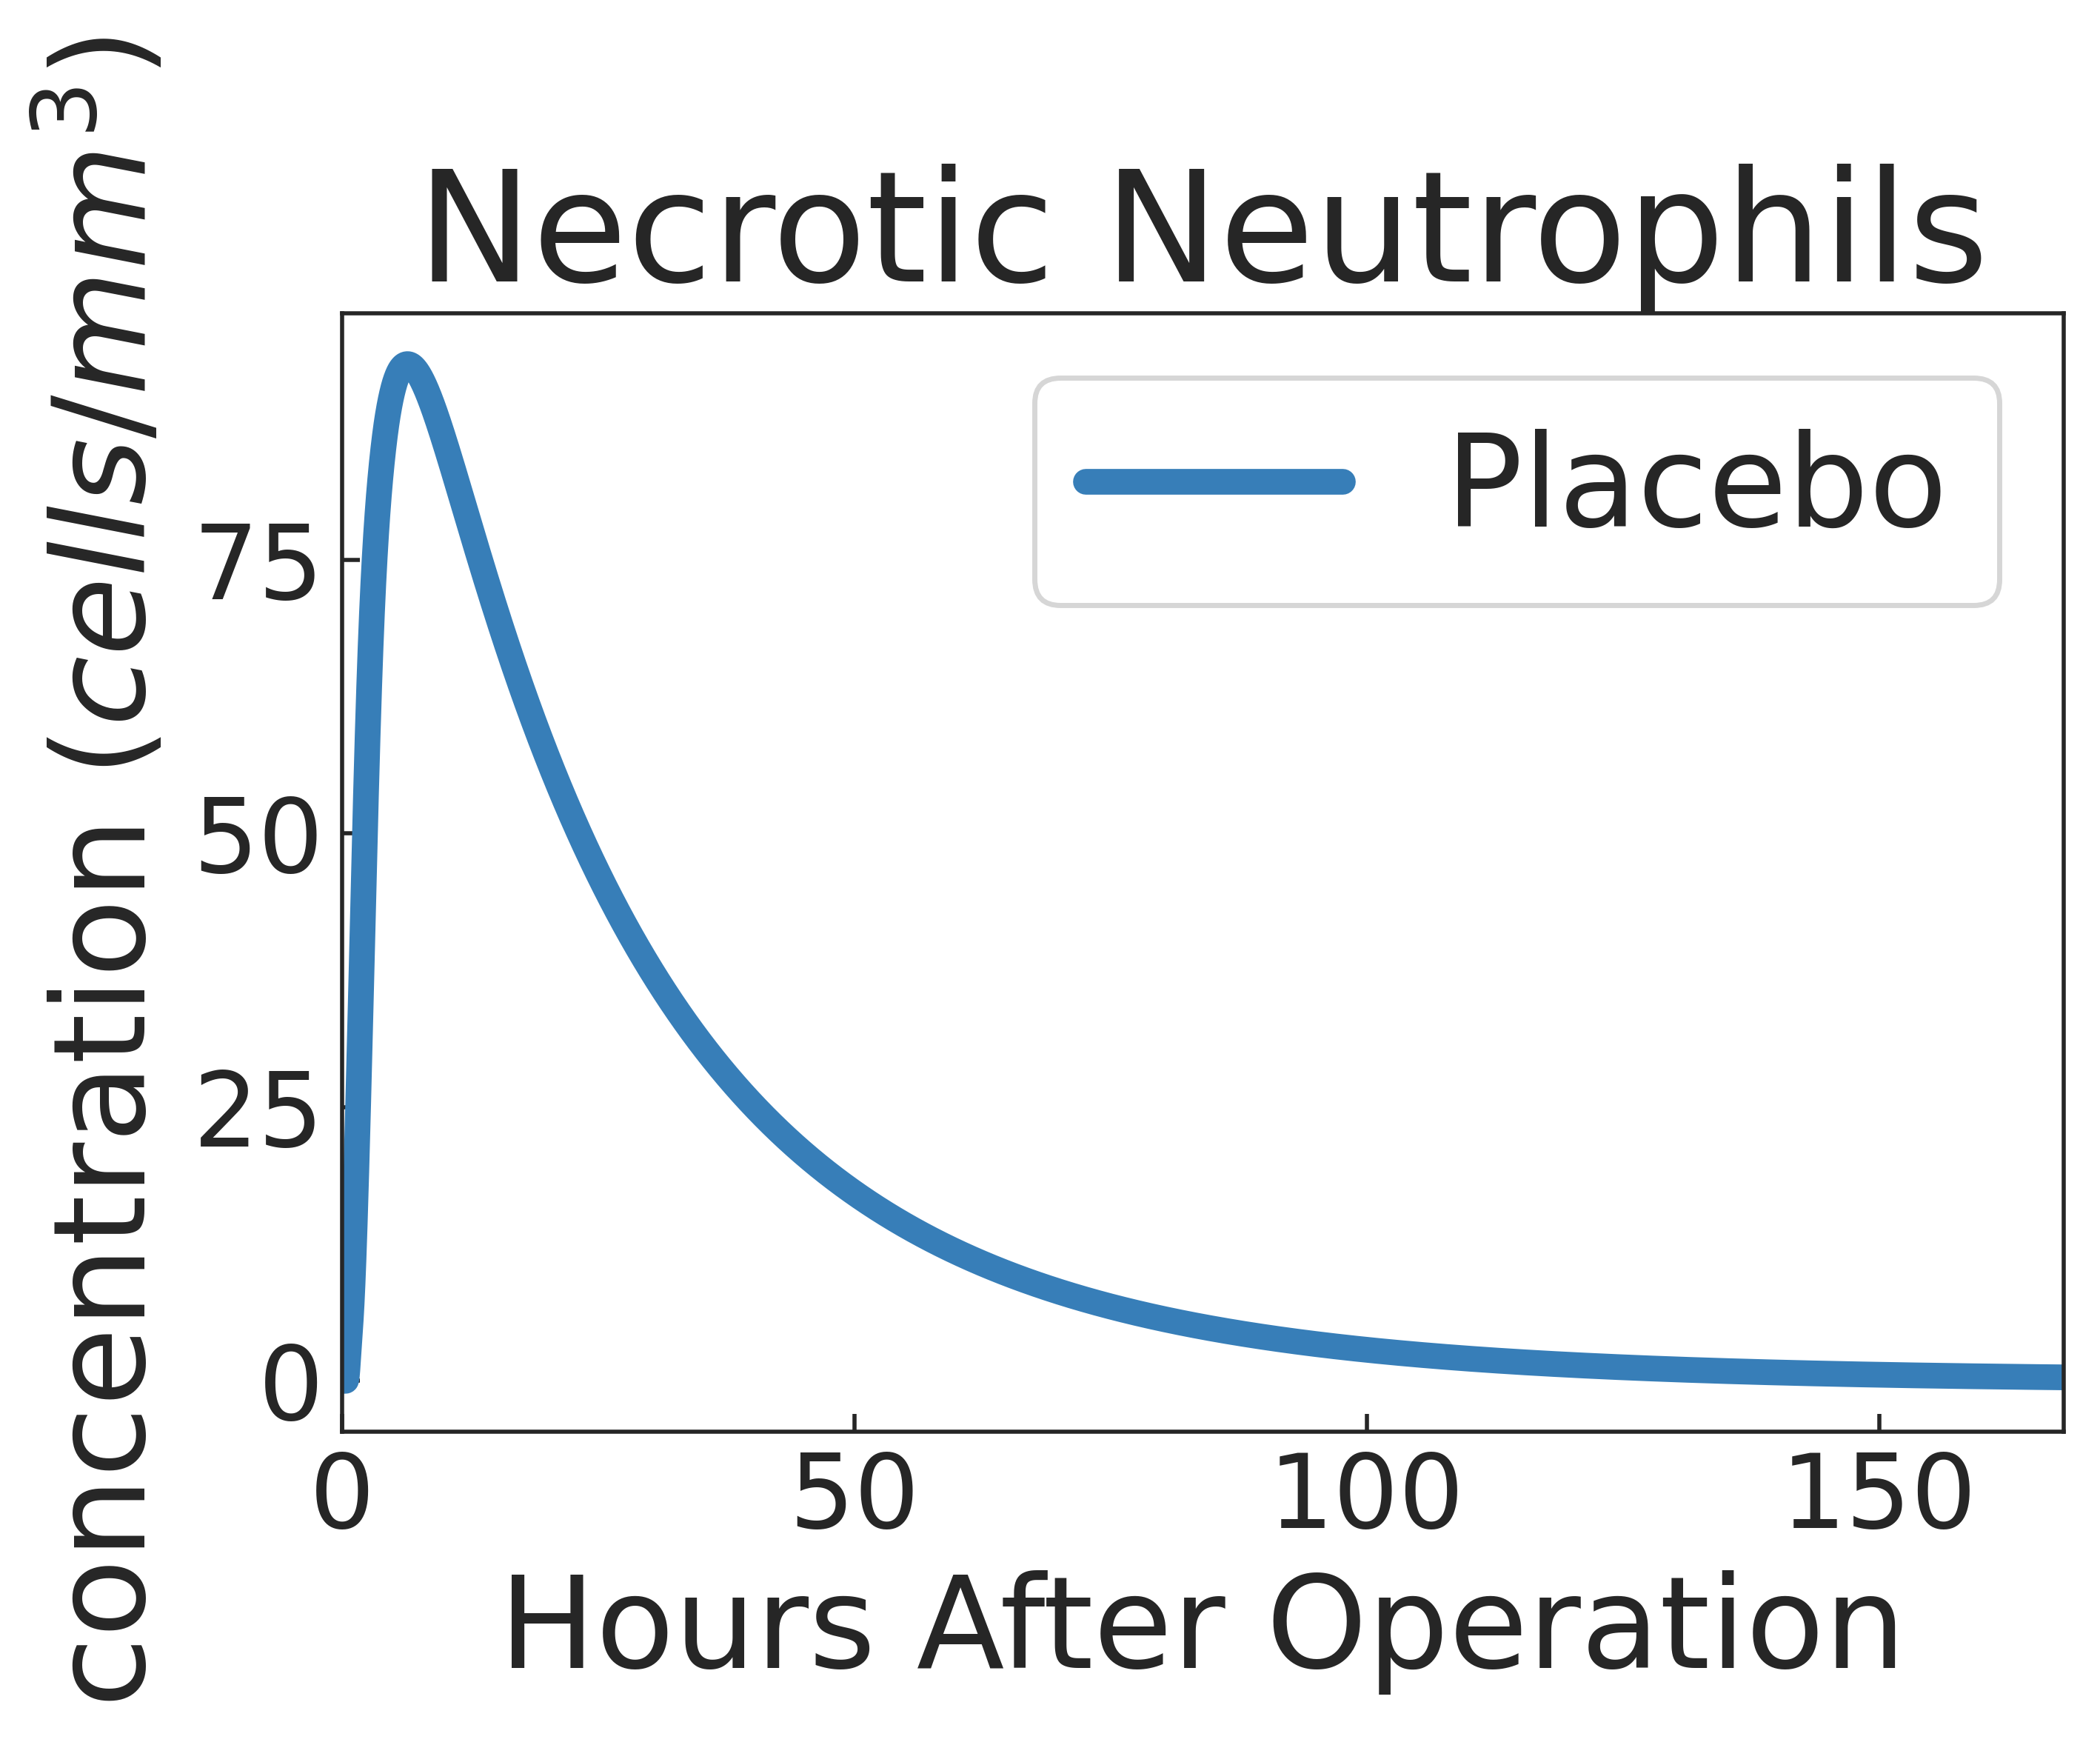 Necrotic Neutrophils
concentration (cells/mm³)
Placebo
75
50
25
0
0 50 100 150
Hours After Operation